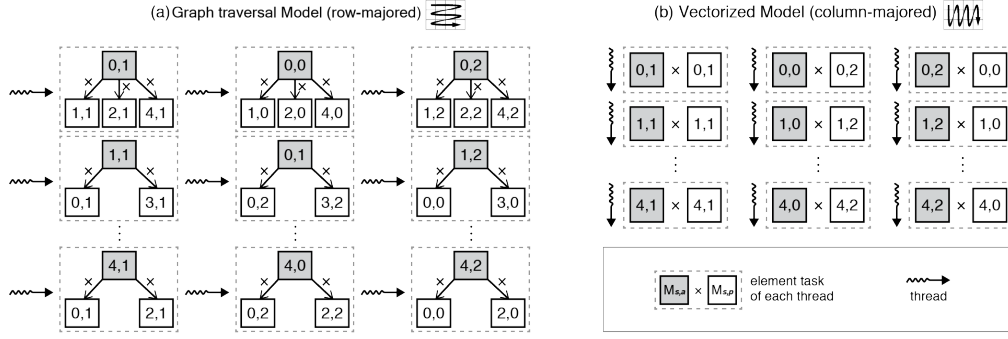 (a) Graph traversal Model (row-majored)
0,1
0,0
0,2
× × ×
× × ×
× × ×
1,1 2,1 4,1
1,0 2,0 4,0
1,2 2,2 4,2
1,1
0,1
1,2
× ×
× ×
× ×
0,1 3,1
0,2 3,2
0,0 3,0
⋮ ⋮ ⋮
4,1
4,0
4,2
× ×
× ×
× ×
0,1 2,1
0,2 2,2
0,0 2,0
(b) Vectorized Model (column-majored)
0,1 × 0,1
0,0 × 0,2
0,2 × 0,0
1,1 × 1,1
1,0 × 1,2
1,2 × 1,0
⋮ ⋮ ⋮
4,1 × 4,1
4,0 × 4,2
4,2 × 4,0
Ms,a × Ms,p
element task
of each thread
thread